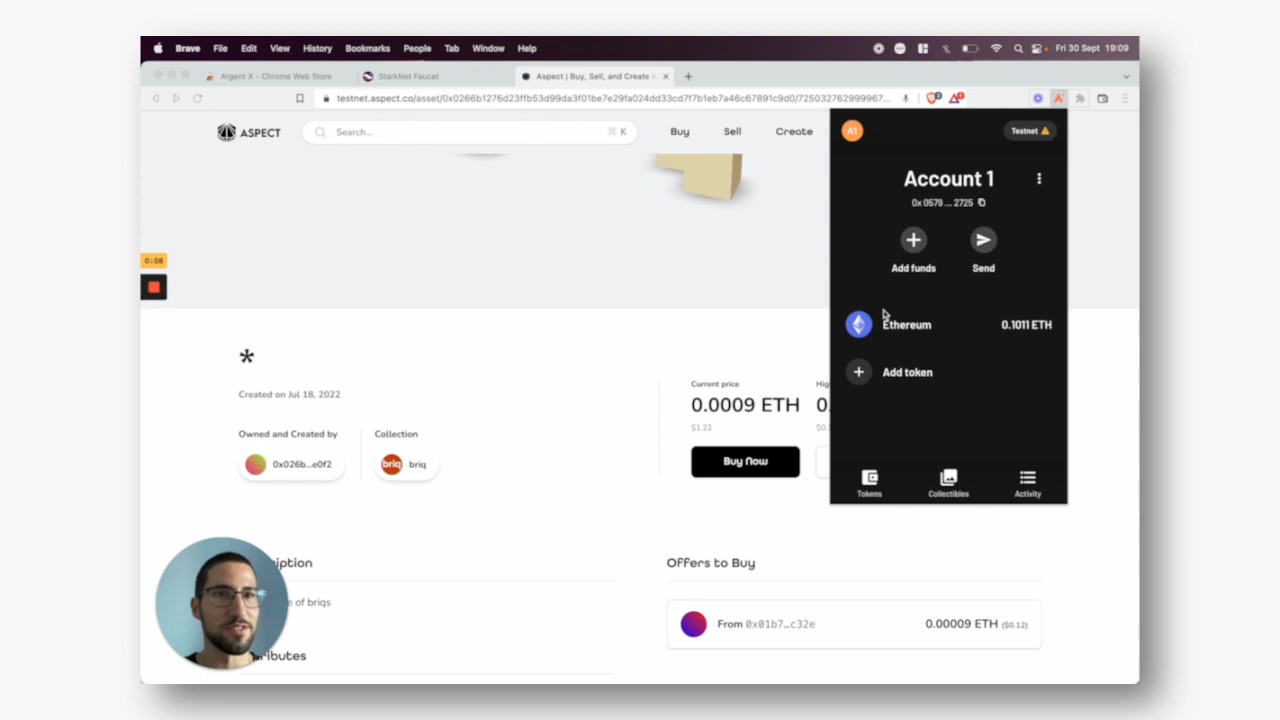 Brave File Edit View History Bookmarks People Tab Window Help Fri 30 Sept 19:09
Argent X - Chrome Web Store StarkNet Faucet Aspect | Buy, Sell, and Create
testnet.aspect.co/asset/0x0266b1276d23ffb53d99da3f01be7e29fa024dd33cd7f7b1eb7a46c67891c9d0/725032762999967...
ASPECT Search... ⌘ K Buy Sell Create
A1 Testnet
Account 1
0x 0579 ... 2725
Add funds Send
0:08
Ethereum 0.1011 ETH
Add token
*
Created on Jul 18, 2022
Current price
0.0009 ETH 0.
$1.22 $0.
Owned and Created by Collection
0x026b...e0f2 briq briq
Buy Now
Tokens Collectibles Activity
Offers to Buy
e of briqs
From 0x01b7...c32e 0.00009 ETH ($0.12)